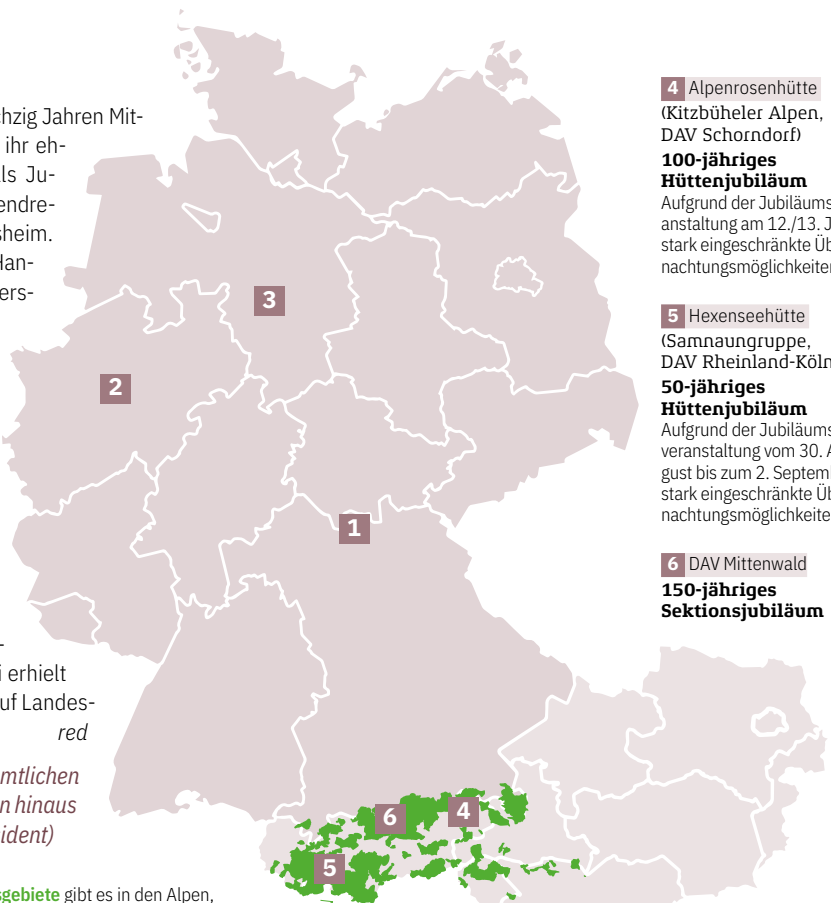 chzig Jahren Mit-
ihr eh-
ls Ju-
endre-
sheim.
Han-
ers-
-
i erhielt
uf Landes-
red
mtlichen
n hinaus
ident)
sgebiete gibt es in den Alpen,
3
2
1
6
4
5
4 Alpenrosenhütte
(Kitzbüheler Alpen,
DAV Schorndorf)
100-jähriges
Hüttenjubiläum
Aufgrund der Jubiläums
anstaltung am 12./13. J
stark eingeschränkte Üb
nachtungsmöglichkeiten
5 Hexenseehütte
(Samnaungruppe,
DAV Rheinland-Köln
50-jähriges
Hüttenjubiläum
Aufgrund der Jubiläums
veranstaltung vom 30. A
gust bis zum 2. Septem
stark eingeschränkte Üb
nachtungsmöglichkeite
6 DAV Mittenwald
150-jähriges
Sektionsjubiläum